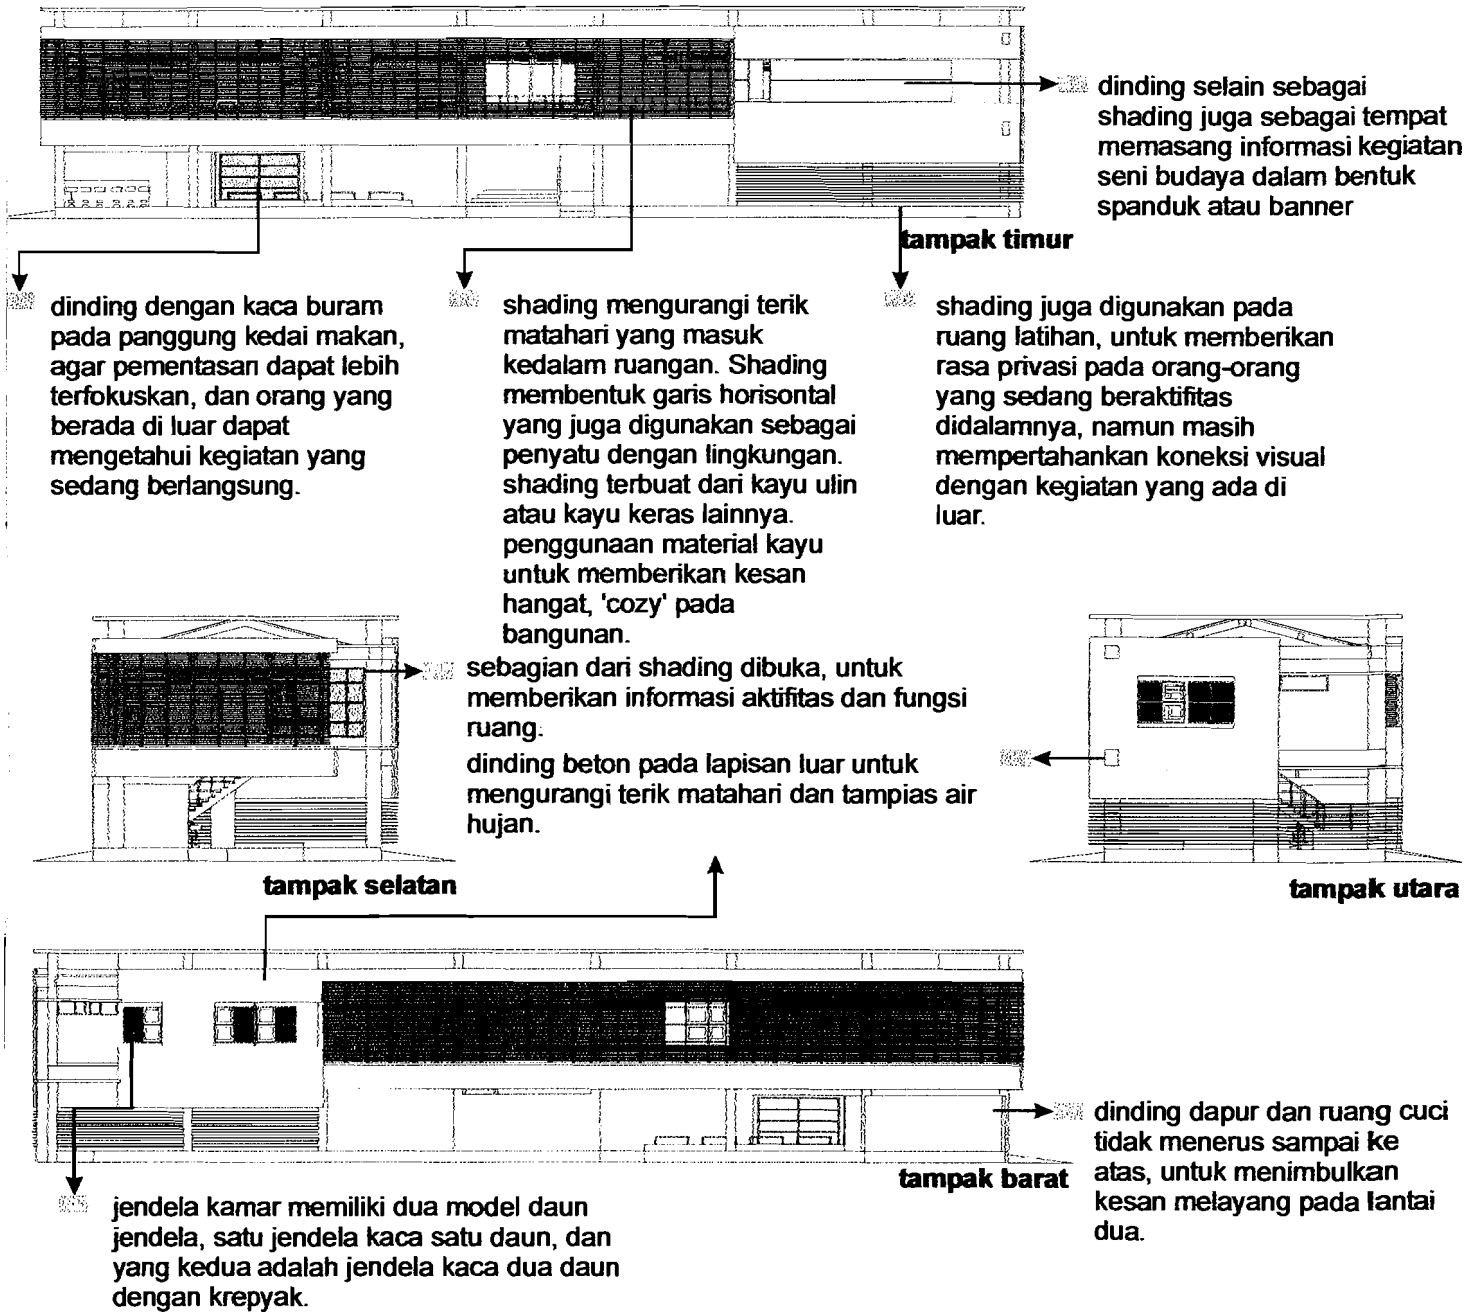 dinding selain sebagai
shading juga sebagai tempat
memasang informasi kegiatan
seni budaya dalam bentuk
spanduk atau banner
tampak timur
dinding dengan kaca buram
pada panggung kedai makan,
agar pementasan dapat lebih
terfokuskan, dan orang yang
berada di luar dapat
mengetahui kegiatan yang
sedang berlangsung.
shading mengurangi terik
matahari yang masuk
kedalam ruangan. Shading
membentuk garis horisontal
yang juga digunakan sebagai
penyatu dengan lingkungan.
shading terbuat dari kayu ulin
atau kayu keras lainnya.
penggunaan material kayu
untuk memberikan kesan
hangat, 'cozy' pada
bangunan.
shading juga digunakan pada
ruang latihan, untuk memberikan
rasa privasi pada orang-orang
yang sedang beraktifitas
didalamnya, namun masih
mempertahankan koneksi visual
dengan kegiatan yang ada di
luar.
sebagian dari shading dibuka, untuk
memberikan informasi aktifitas dan fungsi
ruang.
dinding beton pada lapisan luar untuk
mengurangi terik matahari dan tampias air
hujan.
tampak selatan
tampak utara
tampak barat
dinding dapur dan ruang cuci
tidak menerus sampai ke
atas, untuk menimbulkan
kesan melayang pada lantai
dua.
jendela kamar memiliki dua model daun
jendela, satu jendela kaca satu daun, dan
yang kedua adalah jendela kaca dua daun
dengan krepyak.